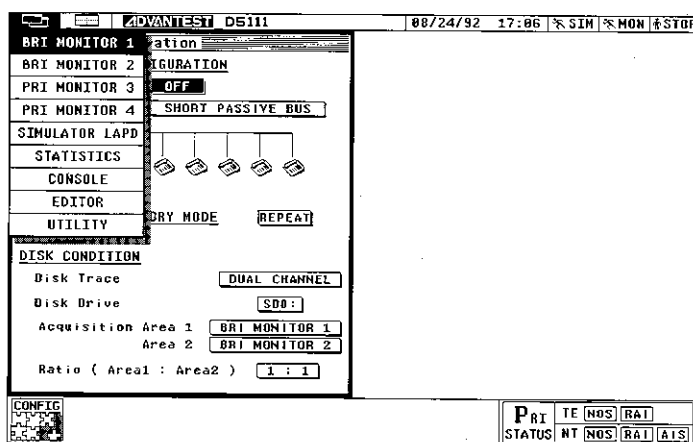 ADVANTEST D5111 08/24/92 17:06 SIM MON STOP
BRI MONITOR 1 ation
BRI MONITOR 2 IGURATION
PRI MONITOR 3 OFF
PRI MONITOR 4 SHORT PASSIVE BUS
SIMULATOR LAPD
STATISTICS
CONSOLE
EDITOR
UTILITY ORY MODE REPEAT
DISK CONDITION
Disk Trace DUAL CHANNEL
Disk Drive SD0:
Acquisition Area 1 BRI MONITOR 1
Area 2 BRI MONITOR 2
Ratio ( Area1 : Area2 ) 1 : 1
CONFIG
PRI TE NOS RAI
STATUS NT NOS RAI AIS